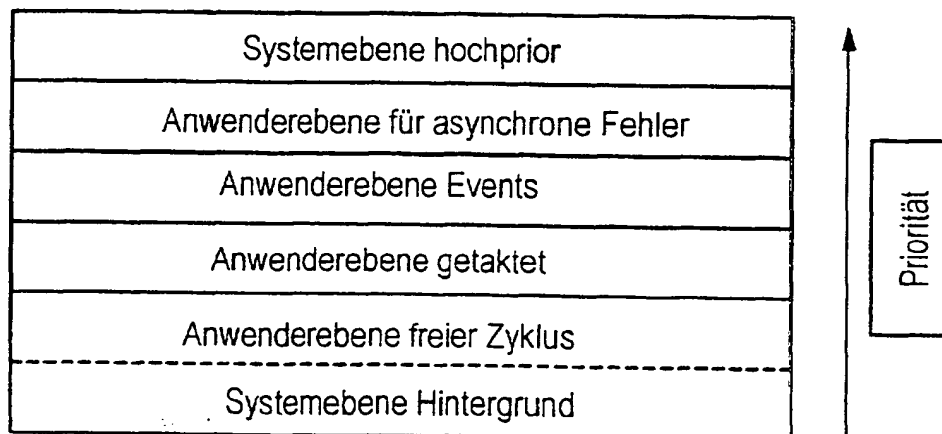 Systemebene hochprior
Anwenderebene für asynchrone Fehler
Anwenderebene Events
Anwenderebene getaktet
Anwenderebene freier Zyklus
Systemebene Hintergrund
Priorität